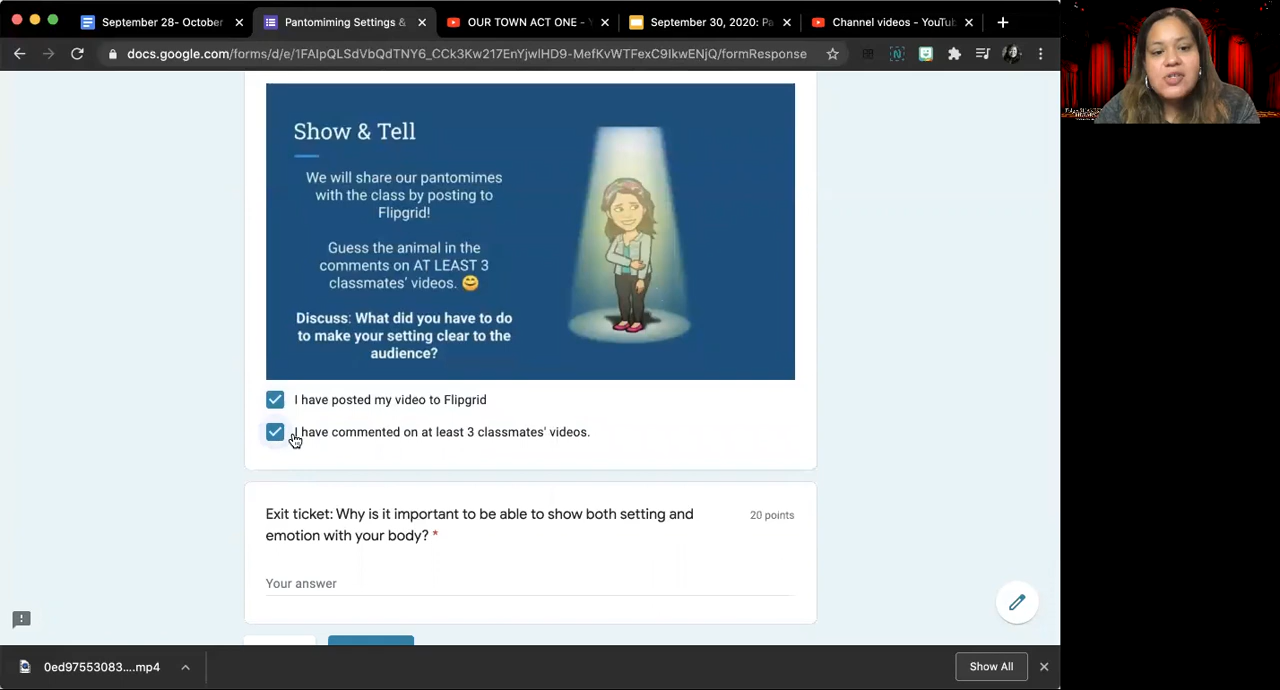 September 28- October
Pantomiming Settings &
OUR TOWN ACT ONE - Y
September 30, 2020: Pa
Channel videos - YouTu
docs.google.com/forms/d/e/1FAIpQLSdVbQdTNY6_CCk3Kw217EnYjwlHD9-MefKvWTFexC9IkwENjQ/formResponse
Show & Tell
We will share our pantomimes
with the class by posting to
Flipgrid!
Guess the animal in the
comments on AT LEAST 3
classmates' videos. 😊
Discuss: What did you have to do
to make your setting clear to the
audience?
I have posted my video to Flipgrid
I have commented on at least 3 classmates' videos.
Exit ticket: Why is it important to be able to show both setting and
emotion with your body? *
20 points
Your answer
0ed97553083....mp4
Show All